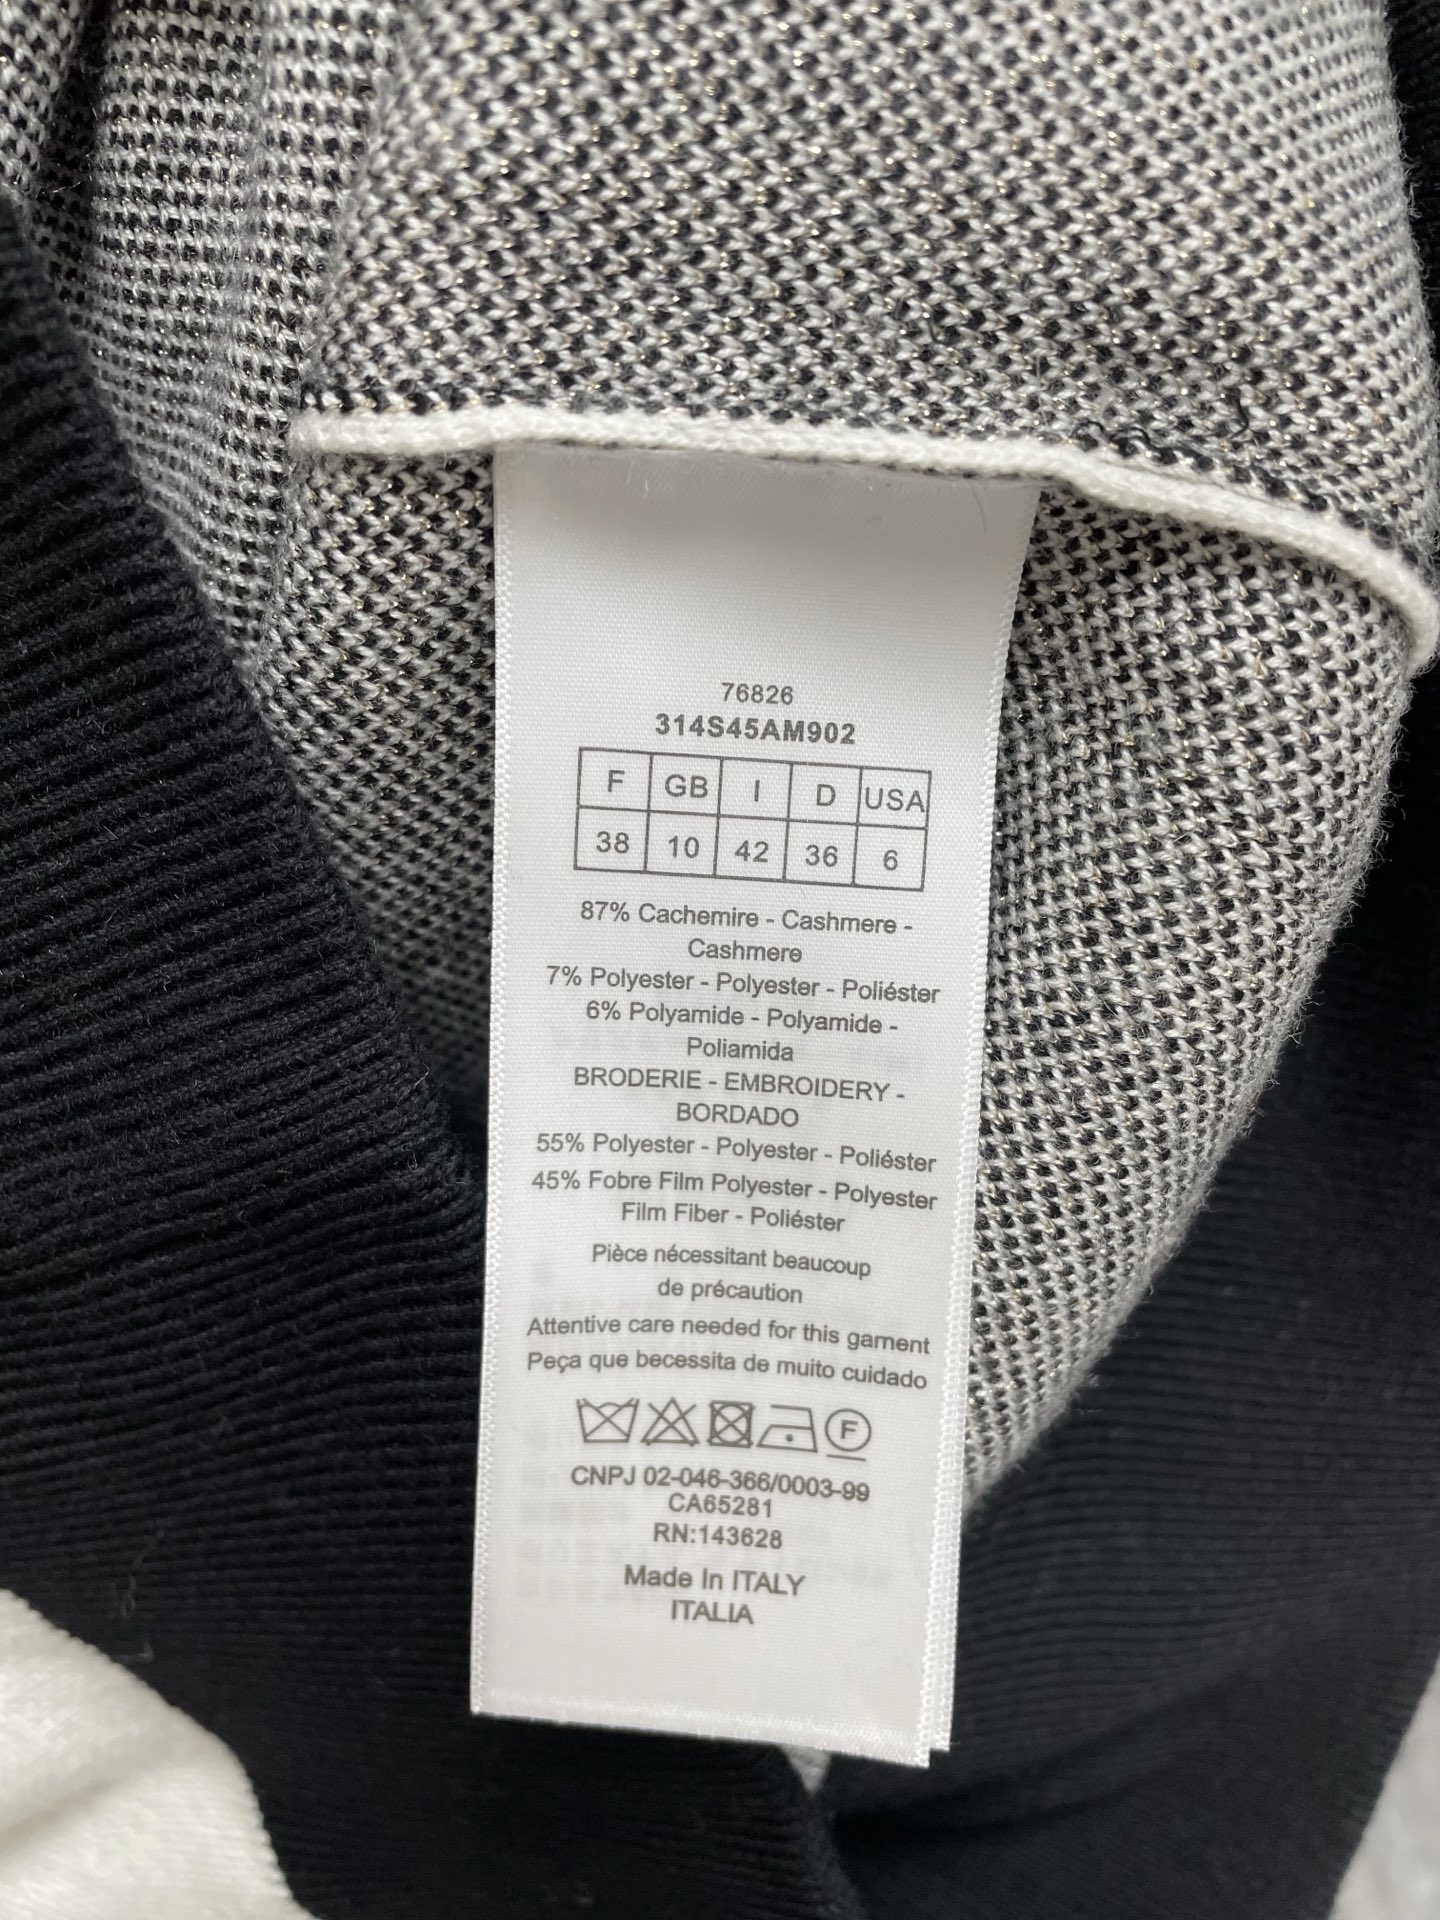 76826
314S45AM902
F GB I D USA
38 10 42 36 6
87% Cachemire - Cashmere -
Cashmere
7% Polyester - Polyester - Poliéster
6% Polyamide - Polyamide -
Poliamida
BRODERIE - EMBROIDERY -
BORDADO
55% Polyester - Polyester - Poliéster
45% Fobre Film Polyester - Polyester
Film Fiber - Poliéster
Pièce nécessitant beaucoup
de précaution
Attentive care needed for this gament
Peça que becessita de muito cuidado
F
CNPJ 02-046-366/0003-99
CA65281
RN:143628
Made In ITALY
ITALIA